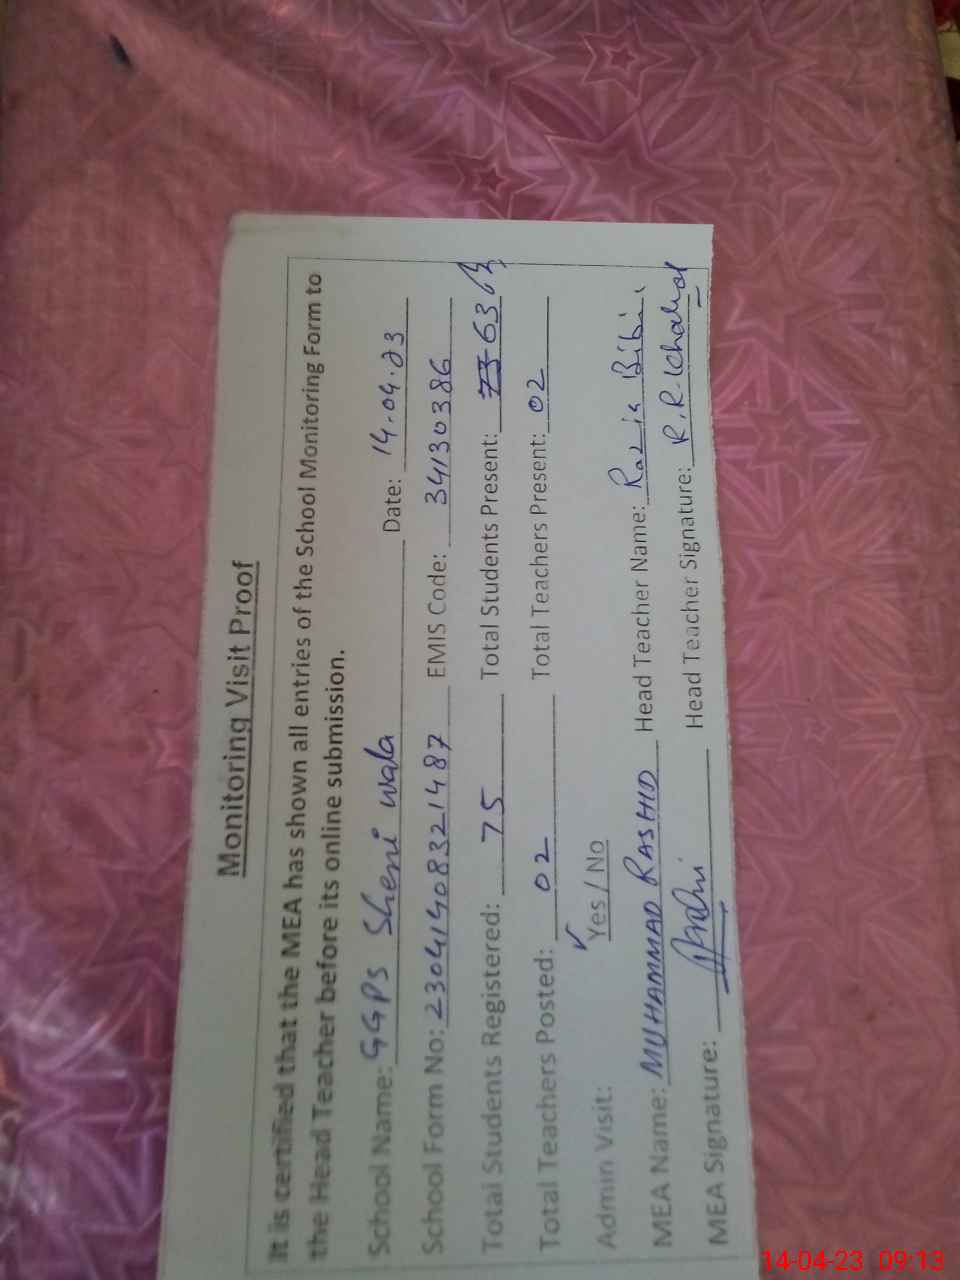 Monitoring Visit Proof
It is certified that the MEA has shown all entries of the School Monitoring Form to
the Head Teacher before its online submission.
School Name: GGPS Sheni wala Date: 14.04.23
School Form No: 23041408321487 EMIS Code: 34130386
Total Students Registered: 75 Total Students Present: 75 63
Total Teachers Posted: 02 Total Teachers Present: 02
Admin Visit: ✓ Yes / No
MEA Name: MUHAMMAD RASHID Head Teacher Name: Razia Bibi
MEA Signature: Head Teacher Signature: R.R.
14-04-23 09:13